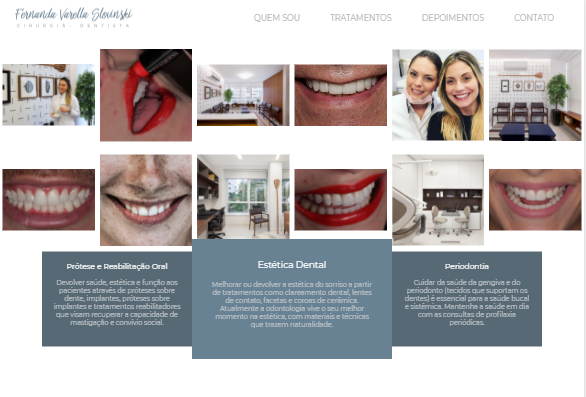 Fernanda Varella Slovinski
CIRURGIÃ - DENTISTA
QUEM SOU
TRATAMENTOS
DEPOIMENTOS
CONTATO
Prótese e Reabilitação Oral
Devolver saúde, estética e função aos
pacientes através de próteses sobre
dente, implantes, próteses sobre
implantes e tratamentos reabilitadores
que visam recuperar a capacidade de
mastigação e convívio social.
Estética Dental
Melhorar ou devolver a estética do sorriso a partir
de tratamentos como clareamento dental, lentes
de contato, facetas e coroas de cerâmica.
Atualmente a odontologia vive o seu melhor
momento na estética, com materiais e técnicas
que trazem naturalidade.
Periodontia
Cuidar da saúde da gengiva e do
periodonto (tecidos que suportam os
dentes) é essencial para a saúde bucal
e sistêmica. Mantenha a saúde em dia
com as consultas de profilaxia
periódicas.